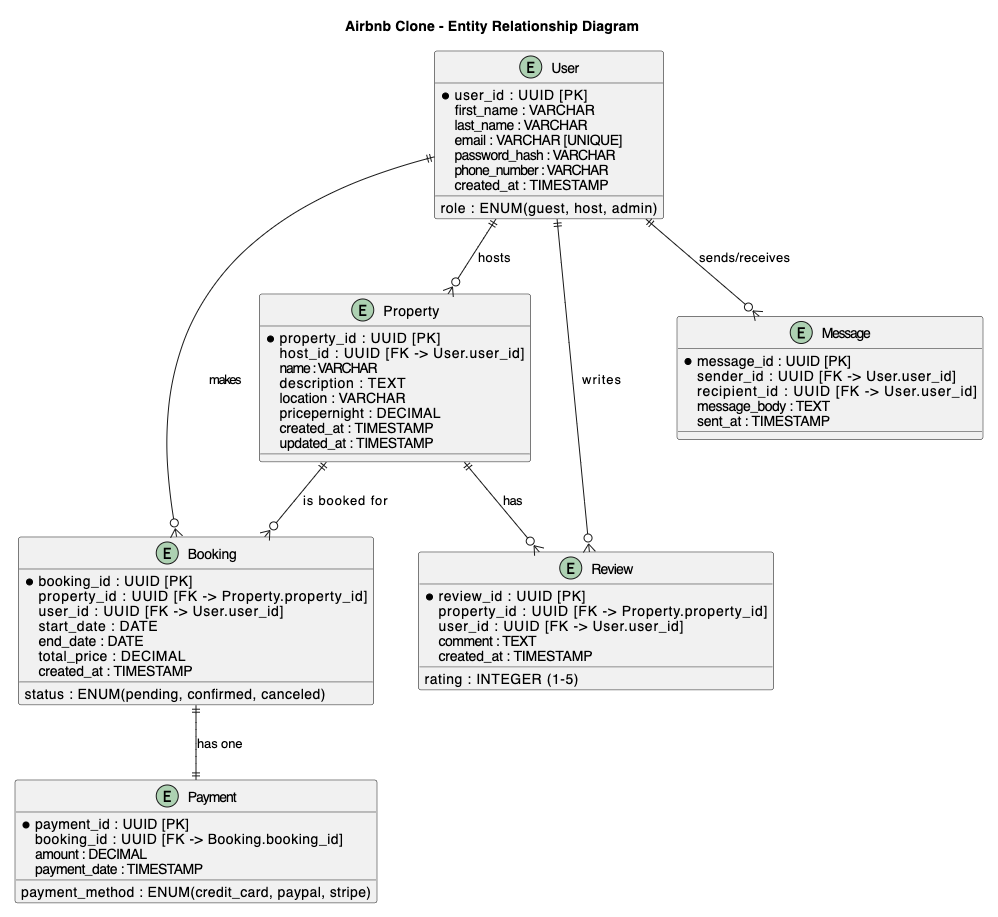 Airbnb Clone - Entity Relationship Diagram
E User
user_id : UUID [PK]
first_name : VARCHAR
last_name : VARCHAR
email : VARCHAR [UNIQUE]
password_hash : VARCHAR
phone_number : VARCHAR
created_at : TIMESTAMP
role : ENUM(guest, host, admin)
hosts
sends/receives
E Property
property_id : UUID [PK]
host_id : UUID [FK -> User.user_id]
name : VARCHAR
description : TEXT
location : VARCHAR
pricepernight : DECIMAL
created_at : TIMESTAMP
updated_at : TIMESTAMP
E Message
message_id : UUID [PK]
sender_id : UUID [FK -> User.user_id]
recipient_id : UUID [FK -> User.user_id]
message_body : TEXT
sent_at : TIMESTAMP
makes
writes
is booked for
has
E Booking
booking_id : UUID [PK]
property_id : UUID [FK -> Property.property_id]
user_id : UUID [FK -> User.user_id]
start_date : DATE
end_date : DATE
total_price : DECIMAL
created_at : TIMESTAMP
status : ENUM(pending, confirmed, canceled)
E Review
review_id : UUID [PK]
property_id : UUID [FK -> Property.property_id]
user_id : UUID [FK -> User.user_id]
comment : TEXT
created_at : TIMESTAMP
rating : INTEGER (1-5)
has one
E Payment
payment_id : UUID [PK]
booking_id : UUID [FK -> Booking.booking_id]
amount : DECIMAL
payment_date : TIMESTAMP
payment_method : ENUM(credit_card, paypal, stripe)